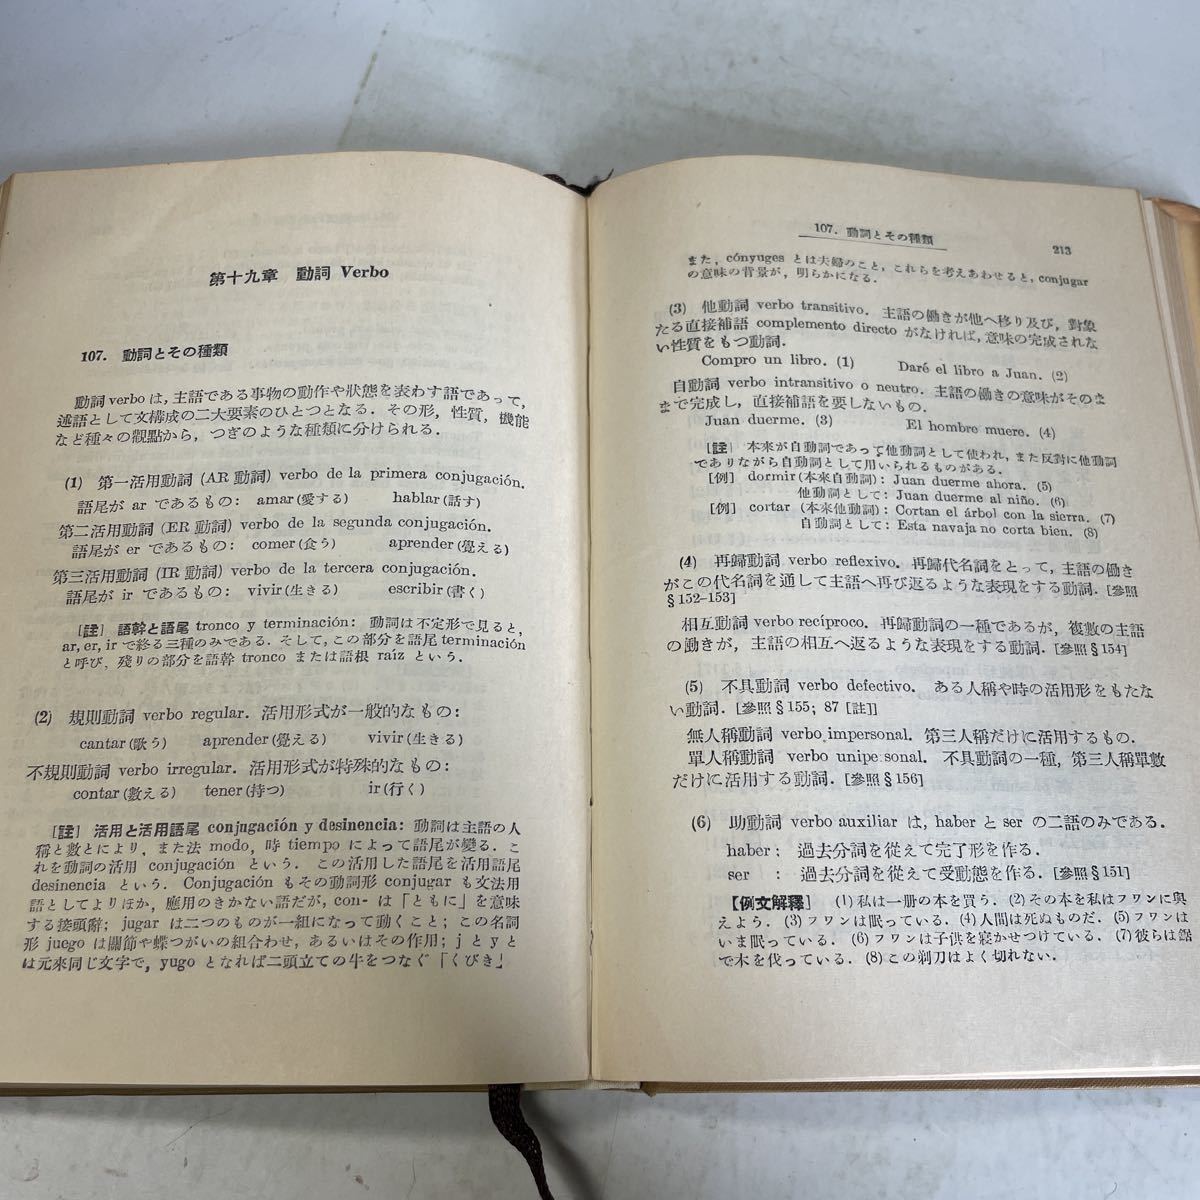 第十九章 動詞 Verbo
107. 動詞とその種類
動詞 verbo は，主語である事物の動作や狀態を表わす語であって，
述語として文構成の二大要素のひとつとなる．その形，性質，機能
など種々の觀點から，つぎのような種類に分けられる．
(1) 第一活用動詞 (AR 動詞) verbo de la primera conjugación.
語尾が ar であるもの: amar (愛する) hablar (話す)
第二活用動詞 (ER 動詞) verbo de la segunda conjugación.
語尾が er であるもの: comer (食う) aprender (覺える)
第三活用動詞 (IR 動詞) verbo de la tercera conjugación.
語尾が ir であるもの: vivir (生きる) escribir (書く)
［註］ 語幹と語尾 tronco y terminación: 動詞は不定形で見ると，
ar, er, ir で終る三種のみである．そして，この部分を語尾 terminación
と呼び，殘りの部分を語幹 tronco または語根 raíz という．
(2) 規則動詞 verbo regular. 活用形式が一般的なもの:
cantar (歌う) aprender (覺える) vivir (生きる)
不規則動詞 verbo irregular. 活用形式が特殊的なもの:
contar (數える) tener (持つ) ir (行く)
［註］ 活用と活用語尾 conjugación y desinencia: 動詞は主語の人
稱と數とにより，また法 modo, 時 tiempo によって語尾が變る．こ
れを動詞の活用 conjugación という．この活用した語尾を活用語尾
desinencia という．Conjugación もその動詞形 conjugar も文法用
語としてよりほか，應用のきかない語だが，con- は「ともに」を意味
する接頭辭; jugar は二つのものが一組になって動くこと; この名詞
形 juego は關節や蝶つがいの組合わせ，あるいはその作用; j と y と
は元來同じ文字で，yugo となれば二頭立ての牛をつなぐ「くびき」
107. 動詞とその種類
213
また，cónyuges とは夫婦のこと，これらを考えあわせると，conjugar
の意味の背景が，明らかになる．
(3) 他動詞 verbo transitivo. 主語の働きが他へ移り及び，對象
たる直接補語 complemento directo がなければ，意味の完成されな
い性質をもつ動詞．
Compro un libro. (1) Daré el libro a Juan. (2)
自動詞 verbo intransitivo o neutro. 主語の働きの意味がそのま
まで完成し，直接補語を要しないもの．
Juan duerme. (3) El hombre muere. (4)
［註］ 本來が自動詞であって他動詞として使われ，また反對に他動詞
でありながら自動詞として用いられるものがある．
［例］ dormir (本來自動詞): Juan duerme ahora. (5)
他動詞として: Juan duerme al niño. (6)
［例］ cortar (本來他動詞): Cortan el árbol con la sierra. (7)
自動詞として: Esta navaja no corta bien. (8)
(4) 再歸動詞 verbo reflexivo. 再歸代名詞をとって，主語の働き
がこの代名詞を通して主語へ再び返るような表現をする動詞．［參照
§152-153］
相互動詞 verbo recíproco. 再歸動詞の一種であるが，複數の主語
の働きが，主語の相互へ返るような表現をする動詞．［參照§154］
(5) 不具動詞 verbo defectivo. ある人稱や時の活用形をもたな
い動詞．［參照§155; 87［註］］
無人稱動詞 verbo impersonal. 第三人稱だけに活用するもの．
單人稱動詞 verbo unipe sonal. 不具動詞の一種，第三人稱單數
だけに活用する動詞．［參照§156］
(6) 助動詞 verbo auxiliar は，haber と ser の二語のみである．
haber; 過去分詞を從えて完了形を作る．
ser : 過去分詞を從えて受動態を作る．［參照§151］
【例文解釋】 (1) 私は一册の本を買う．(2) その本を私はフワンに與
えよう．(3) フワンは眠っている．(4) 人間は死ぬものだ．(5) フワンは
いま眠っている．(6) フワンは子供を寢かせつけている．(7) 彼らは鋸
で木を伐っている．(8) この剃刀はよく切れない．